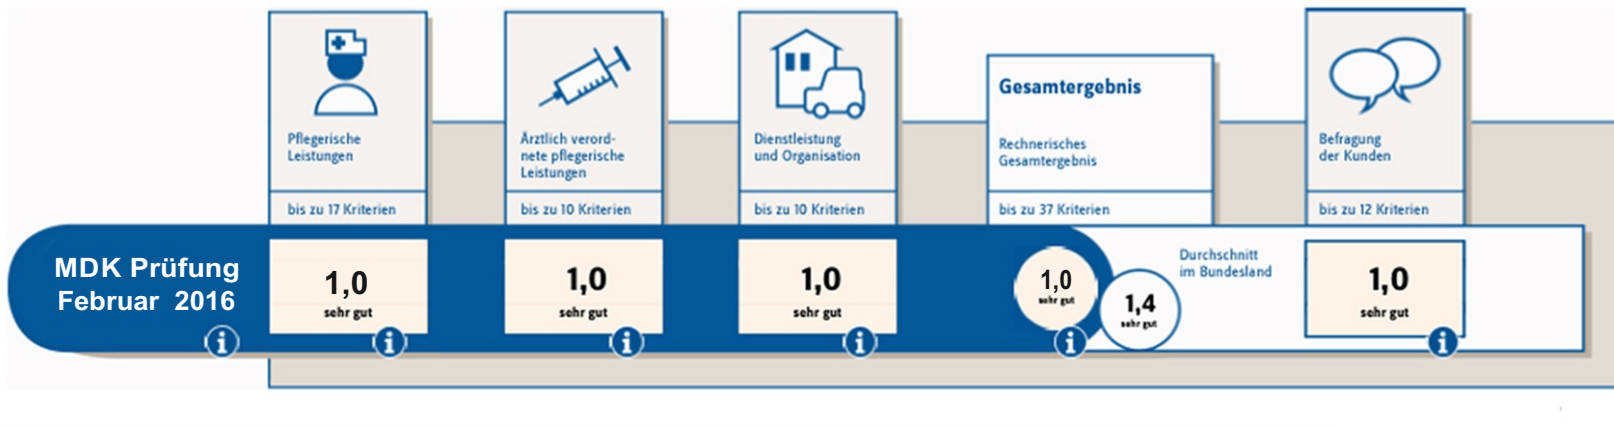 Pflegerische
Leistungen
bis zu 17 Kriterien
Ärztlich verord-
nete pflegerische
Leistungen
bis zu 10 Kriterien
Dienstleistung
und Organisation
bis zu 10 Kriterien
Gesamtergebnis
Rechnerisches
Gesamtergebnis
bis zu 37 Kriterien
Befragung
der Kunden
bis zu 12 Kriterien
MDK Prüfung
Februar 2016
1,0
sehr gut
1,0
sehr gut
1,0
sehr gut
1,0
sehr gut
1,4
sehr gut
Durchschnitt
im Bundesland
1,0
sehr gut